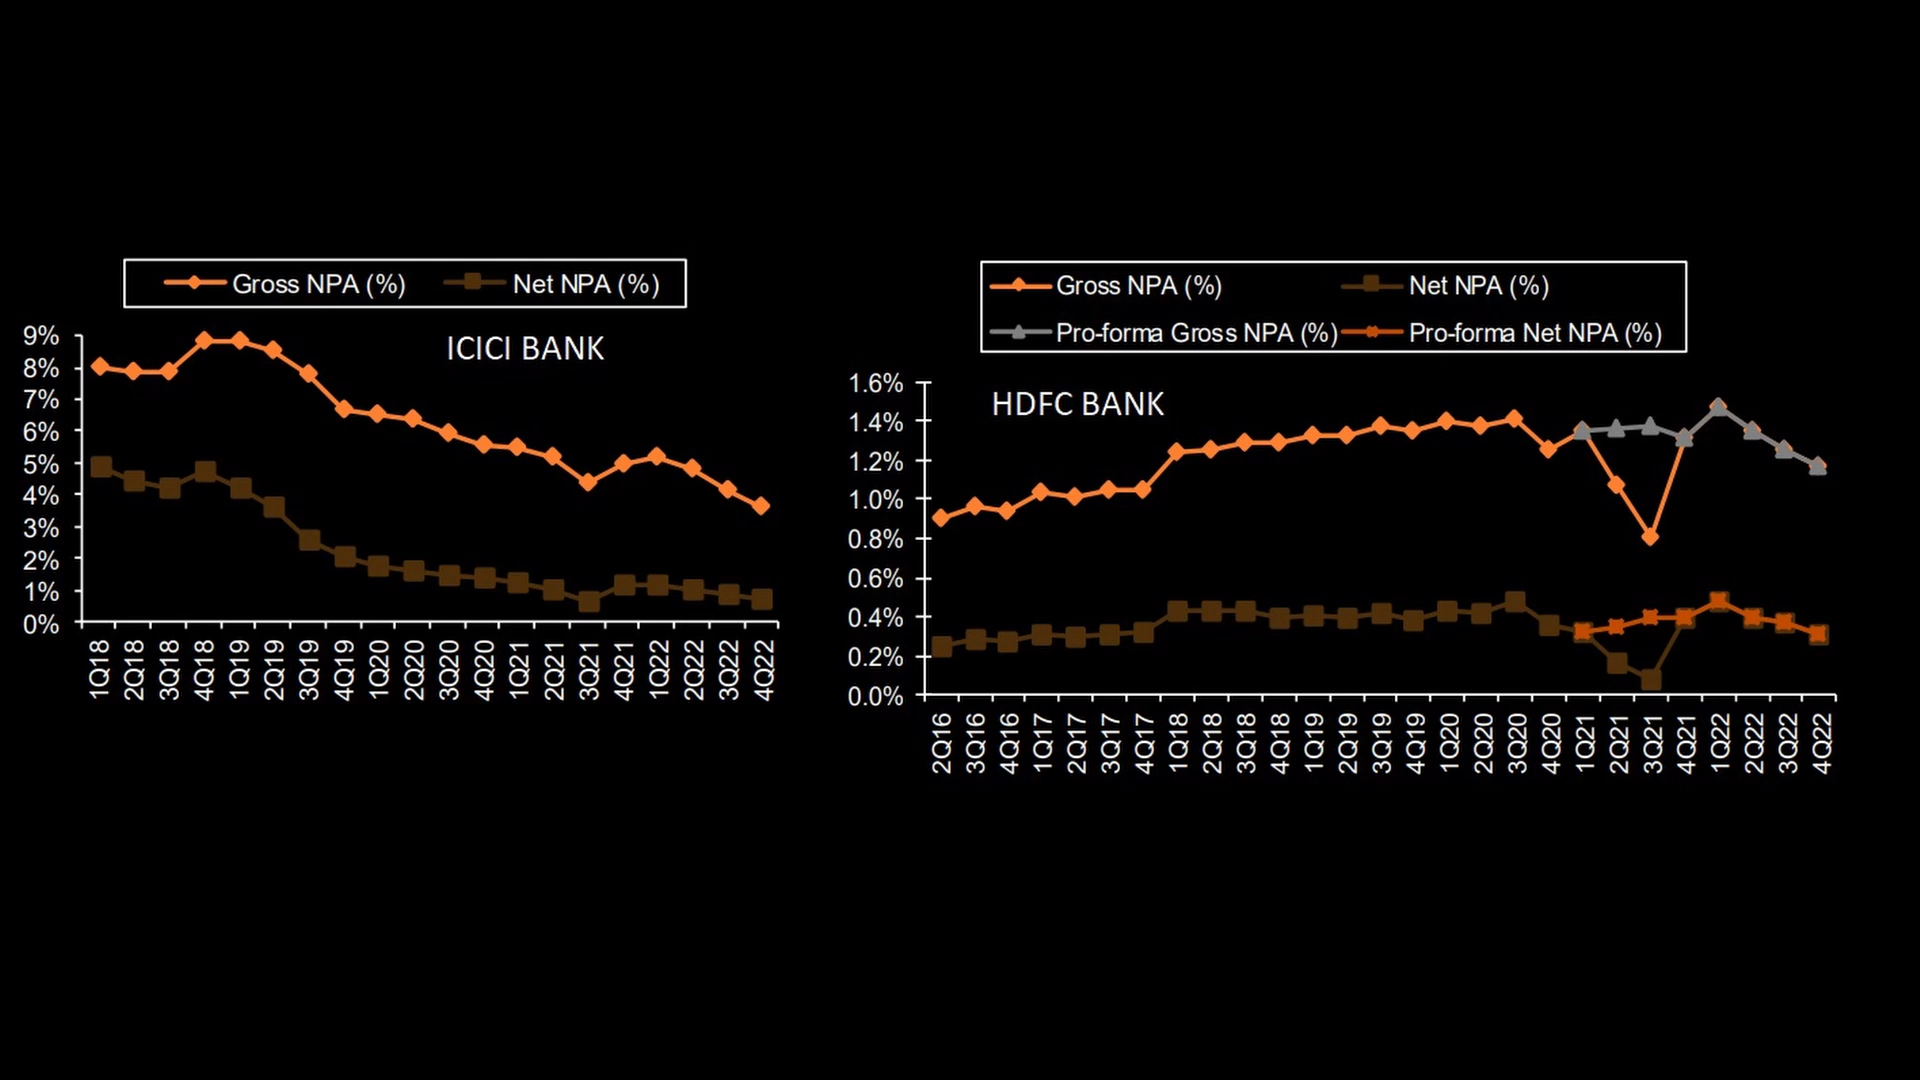 Gross NPA (%) Net NPA (%)
ICICI BANK
9%
8%
7%
6%
5%
4%
3%
2%
1%
0%
1Q18 2Q18 3Q18 4Q18 1Q19 2Q19 3Q19 4Q19 1Q20 2Q20 3Q20 4Q20 1Q21 2Q21 3Q21 4Q21 1Q22 2Q22 3Q22 4Q22
Gross NPA (%) Net NPA (%)
Pro-forma Gross NPA (%) Pro-forma Net NPA (%)
HDFC BANK
1.6%
1.4%
1.2%
1.0%
0.8%
0.6%
0.4%
0.2%
0.0%
2Q16 3Q16 4Q16 1Q17 2Q17 3Q17 4Q17 1Q18 2Q18 3Q18 4Q18 1Q19 2Q19 3Q19 4Q19 1Q20 2Q20 3Q20 4Q20 1Q21 2Q21 3Q21 4Q21 1Q22 2Q22 3Q22 4Q22